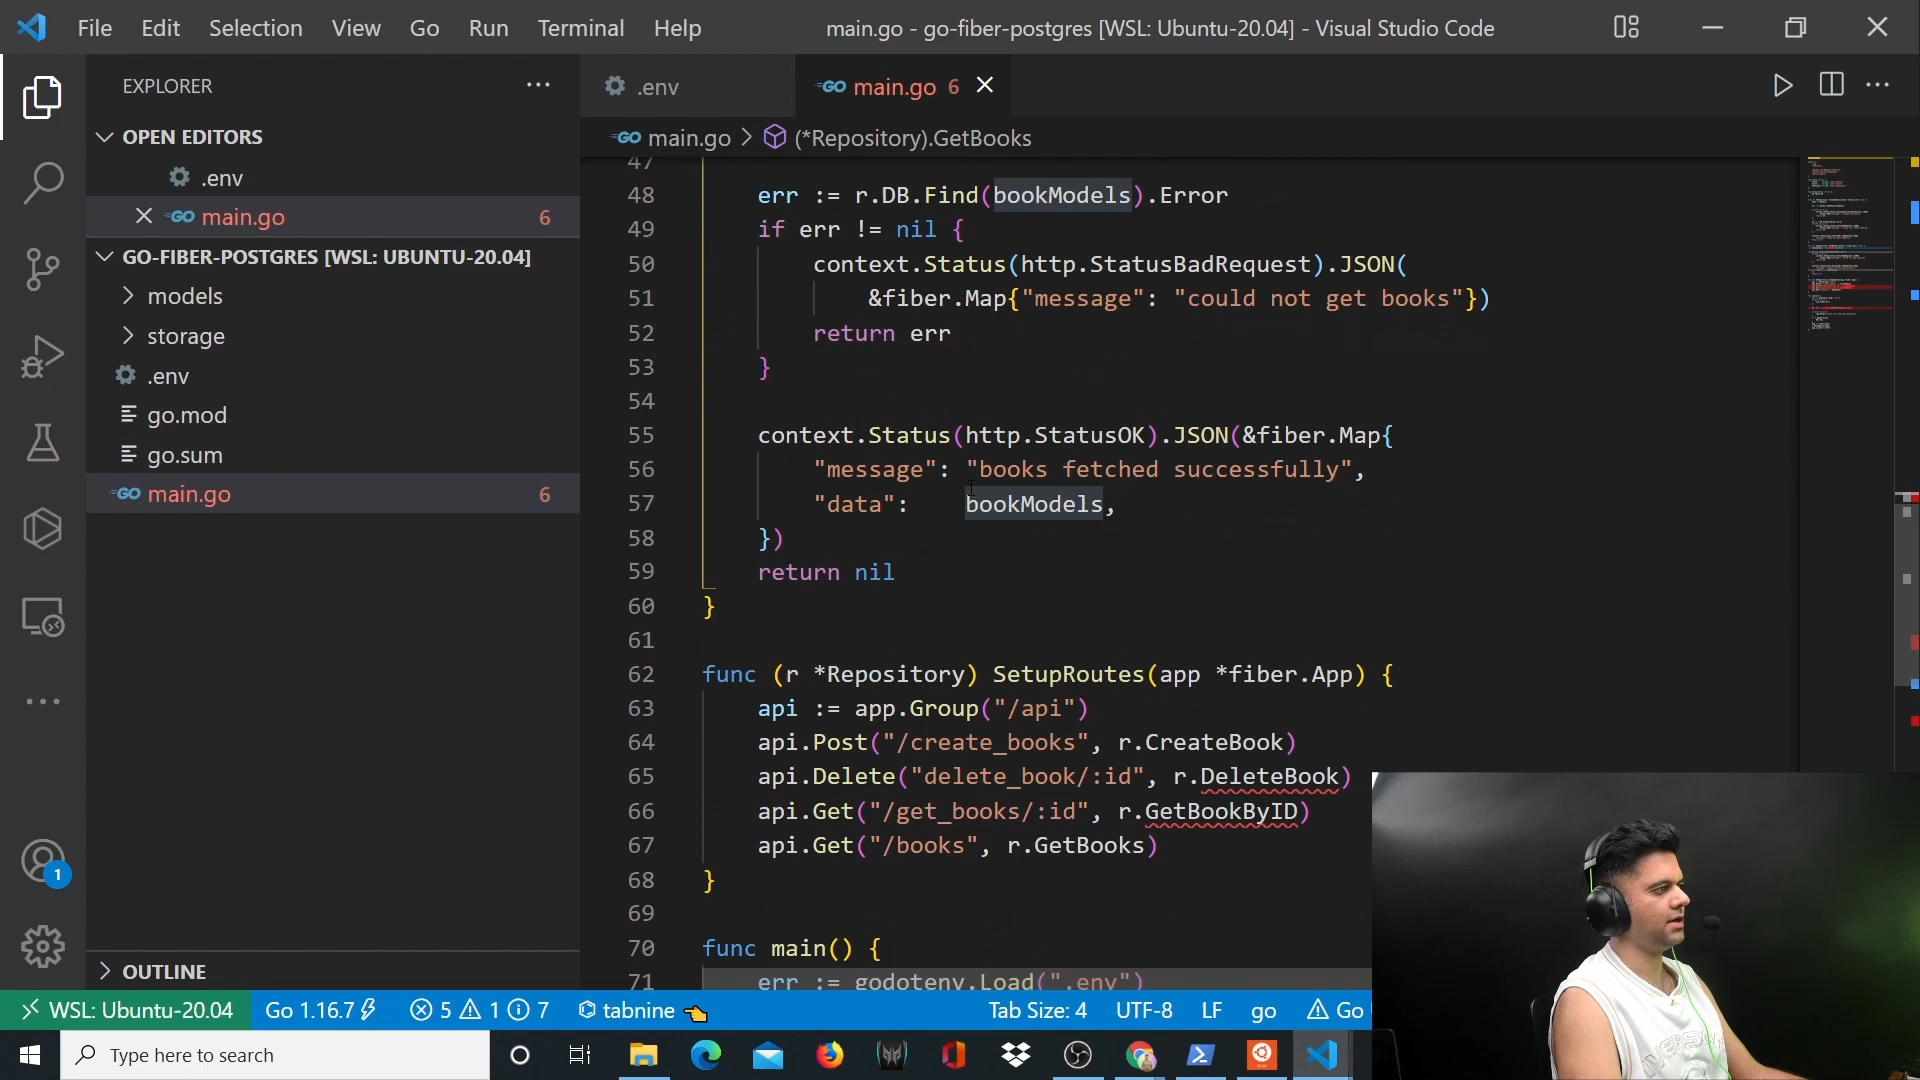 File Edit Selection View Go Run Terminal Help
main.go - go-fiber-postgres [WSL: Ubuntu-20.04] - Visual Studio Code
EXPLORER
OPEN EDITORS
.env
main.go 6
GO-FIBER-POSTGRES [WSL: UBUNTU-20.04]
models
storage
.env
go.mod
go.sum
main.go 6
OUTLINE
.env
GO main.go 6
GO main.go > (*Repository).GetBooks
47
48 err := r.DB.Find(bookModels).Error
49 if err != nil {
50 context.Status(http.StatusBadRequest).JSON(
51 &fiber.Map{"message": "could not get books"})
52 return err
53 }
54
55 context.Status(http.StatusOK).JSON(&fiber.Map{
56 "message": "books fetched successfully",
57 "data": bookModels,
58 })
59 return nil
60 }
61
62 func (r *Repository) SetupRoutes(app *fiber.App) {
63 api := app.Group("/api")
64 api.Post("/create_books", r.CreateBook)
65 api.Delete("delete_book/:id", r.DeleteBook)
66 api.Get("/get_books/:id", r.GetBookByID)
67 api.Get("/books", r.GetBooks)
68 }
69
70 func main() {
71 err := godotenv.Load(".env")
1
WSL: Ubuntu-20.04 Go 1.16.7 5 1 7 tabnine Tab Size: 4 UTF-8 LF go Go
Type here to search